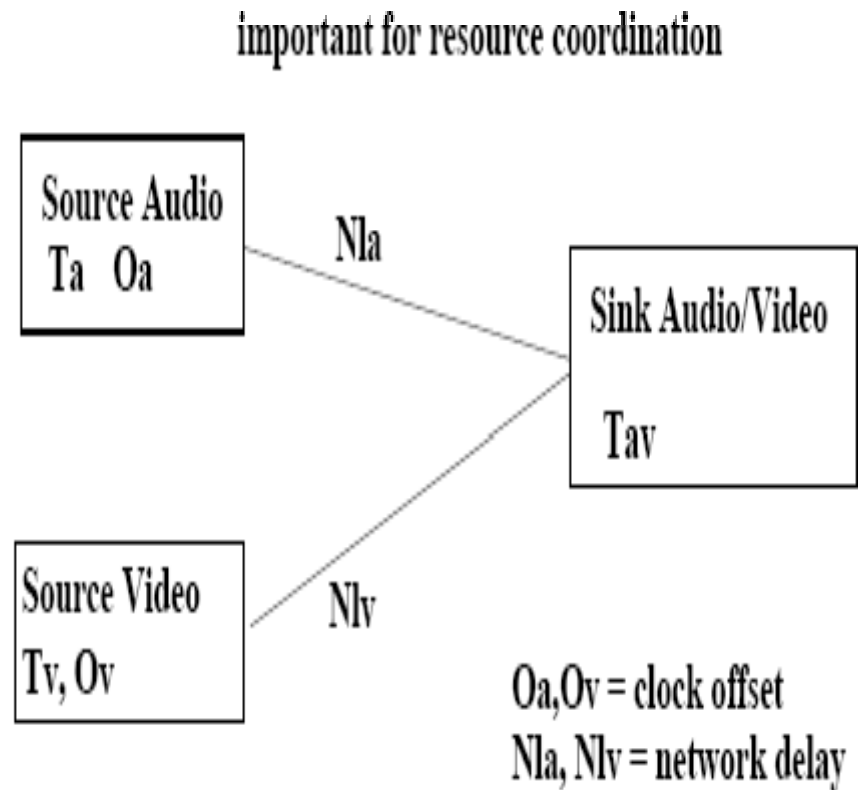 important for resource coordination
Source Audio
Ta Oa
Nla
Sink Audio/Video
Tav
Source Video
Tv, Ov
Nlv
Oa,Ov = clock offset
Nla, Nlv = network delay